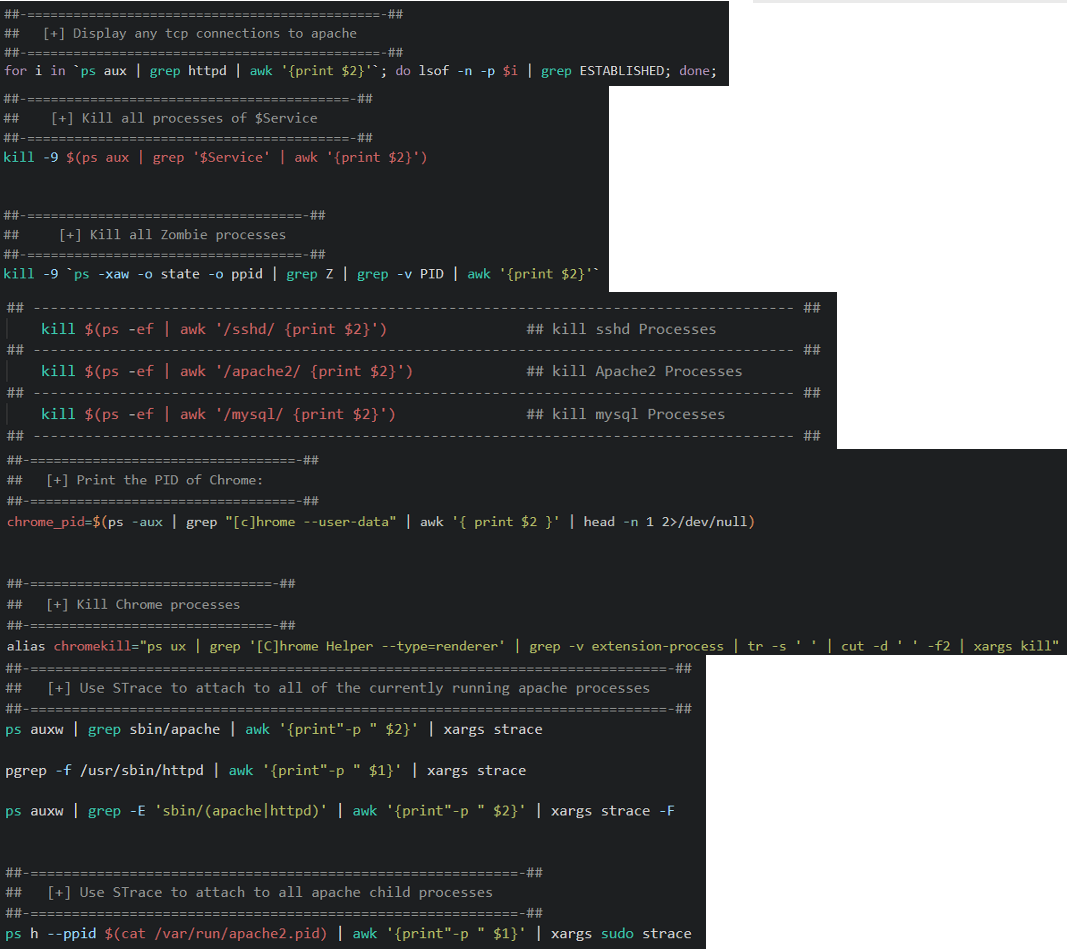 ##-=============================================-##
##   [+] Display any tcp connections to apache
##-=============================================-##
for i in `ps aux | grep httpd | awk '{print $2}'`; do lsof -n -p $i | grep ESTABLISHED; done;
##-=========================================-##
##    [+] Kill all processes of $Service
##-=========================================-##
kill -9 $(ps aux | grep '$Service' | awk '{print $2}')
##-===================================-##
##     [+] Kill all Zombie processes
##-===================================-##
kill -9 `ps -xaw -o state -o ppid | grep Z | grep -v PID | awk '{print $2}'`
## ---------------------------------------------------------------------------------------- ##
    kill $(ps -ef | awk '/sshd/ {print $2}')                ## kill sshd Processes
## ---------------------------------------------------------------------------------------- ##
    kill $(ps -ef | awk '/apache2/ {print $2}')             ## kill Apache2 Processes
## ---------------------------------------------------------------------------------------- ##
    kill $(ps -ef | awk '/mysql/ {print $2}')               ## kill mysql Processes
## ---------------------------------------------------------------------------------------- ##
##-==================================-##
##   [+] Print the PID of Chrome:
##-==================================-##
chrome_pid=$(ps -aux | grep "[c]hrome --user-data" | awk '{ print $2 }' | head -n 1 2>/dev/null)
##-===============================-##
##   [+] Kill Chrome processes
##-===============================-##
alias chromekill="ps ux | grep '[C]hrome Helper --type=renderer' | grep -v extension-process | tr -s ' ' | cut -d ' ' -f2 | xargs kill"
##-================================================================================-##
##   [+] Use STrace to attach to all of the currently running apache processes
##-================================================================================-##
ps auxw | grep sbin/apache | awk '{print"-p " $2}' | xargs strace
pgrep -f /usr/sbin/httpd | awk '{print"-p " $1}' | xargs strace
ps auxw | grep -E 'sbin/(apache|httpd)' | awk '{print"-p " $2}' | xargs strace -F
##-=============================================================-##
##   [+] Use STrace to attach to all apache child processes
##-=============================================================-##
ps h --ppid $(cat /var/run/apache2.pid) | awk '{print"-p " $1}' | xargs sudo strace